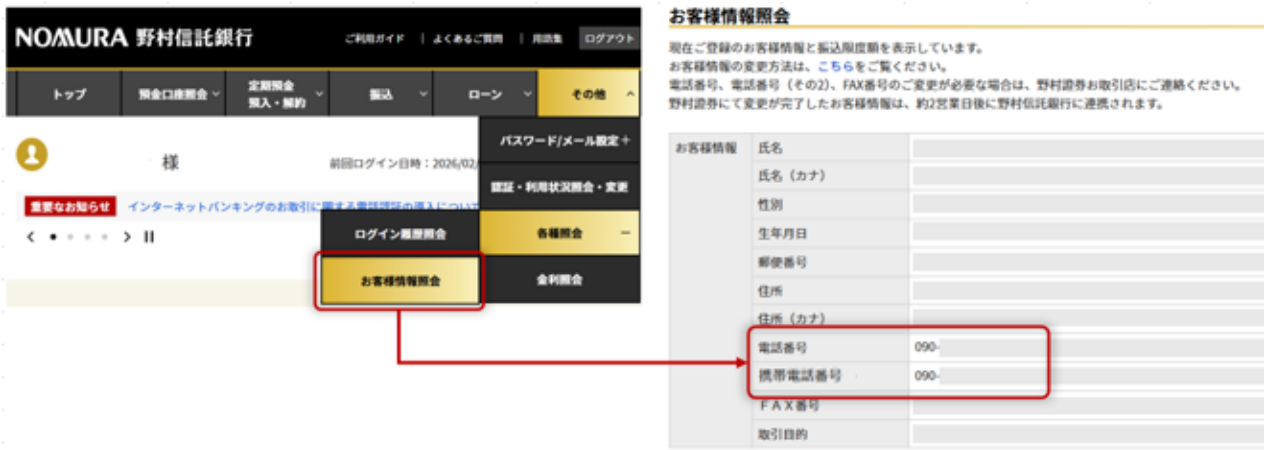 NOMURA 野村信託銀行
ご利用ガイド | よくあるご質問 | 用語集 ログアウト
トップ
預金口座照会
定期預金
預入・解約
振込
ローン
その他
パスワード/メール設定+
様
前回ログイン日時:2026/02/
認証・利用状況照会・変更
重要なお知らせ インターネットバンキングのお取引に関する電話認証の導入について
ログイン履歴照会
各種照会 −
お客様情報照会
金利照会
お客様情報照会
現在ご登録のお客様情報と振込限度額を表示しています。
お客様情報の変更方法は、こちらをご覧ください。
電話番号、電話番号(その2)、FAX番号のご変更が必要な場合は、野村證券お取引店にご連絡ください。
野村證券にて変更が完了したお客様情報は、約2営業日後に野村信託銀行に連携されます。
お客様情報 氏名
氏名(カナ)
性別
生年月日
郵便番号
住所
住所(カナ)
電話番号 090-
携帯電話番号 090-
FAX番号
取引目的